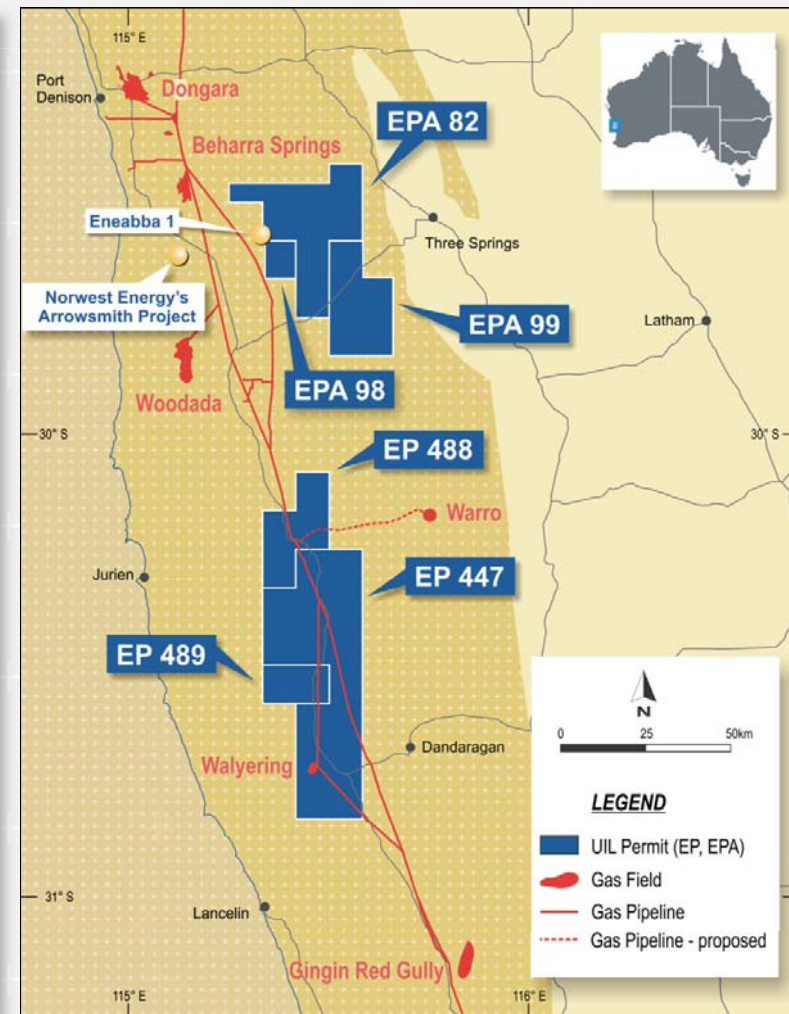 115° E
Port
Denison
Dongara
EPA 82
Beharra Springs
Eneabba 1
Three Springs
Norwest Energy's
Arrowsmith Project
EPA 99
Latham
Woodada
EPA 98
30° S
30° S
EP 488
Warro
Jurien
EP 447
EP 489
N
0 25 50km
Dandaragan
Walyering
LEGEND
UIL Permit (EP, EPA)
Gas Field
31° S
Lancelin
Gas Pipeline
Gas Pipeline - proposed
Gingin Red Gully
115° E
116° E